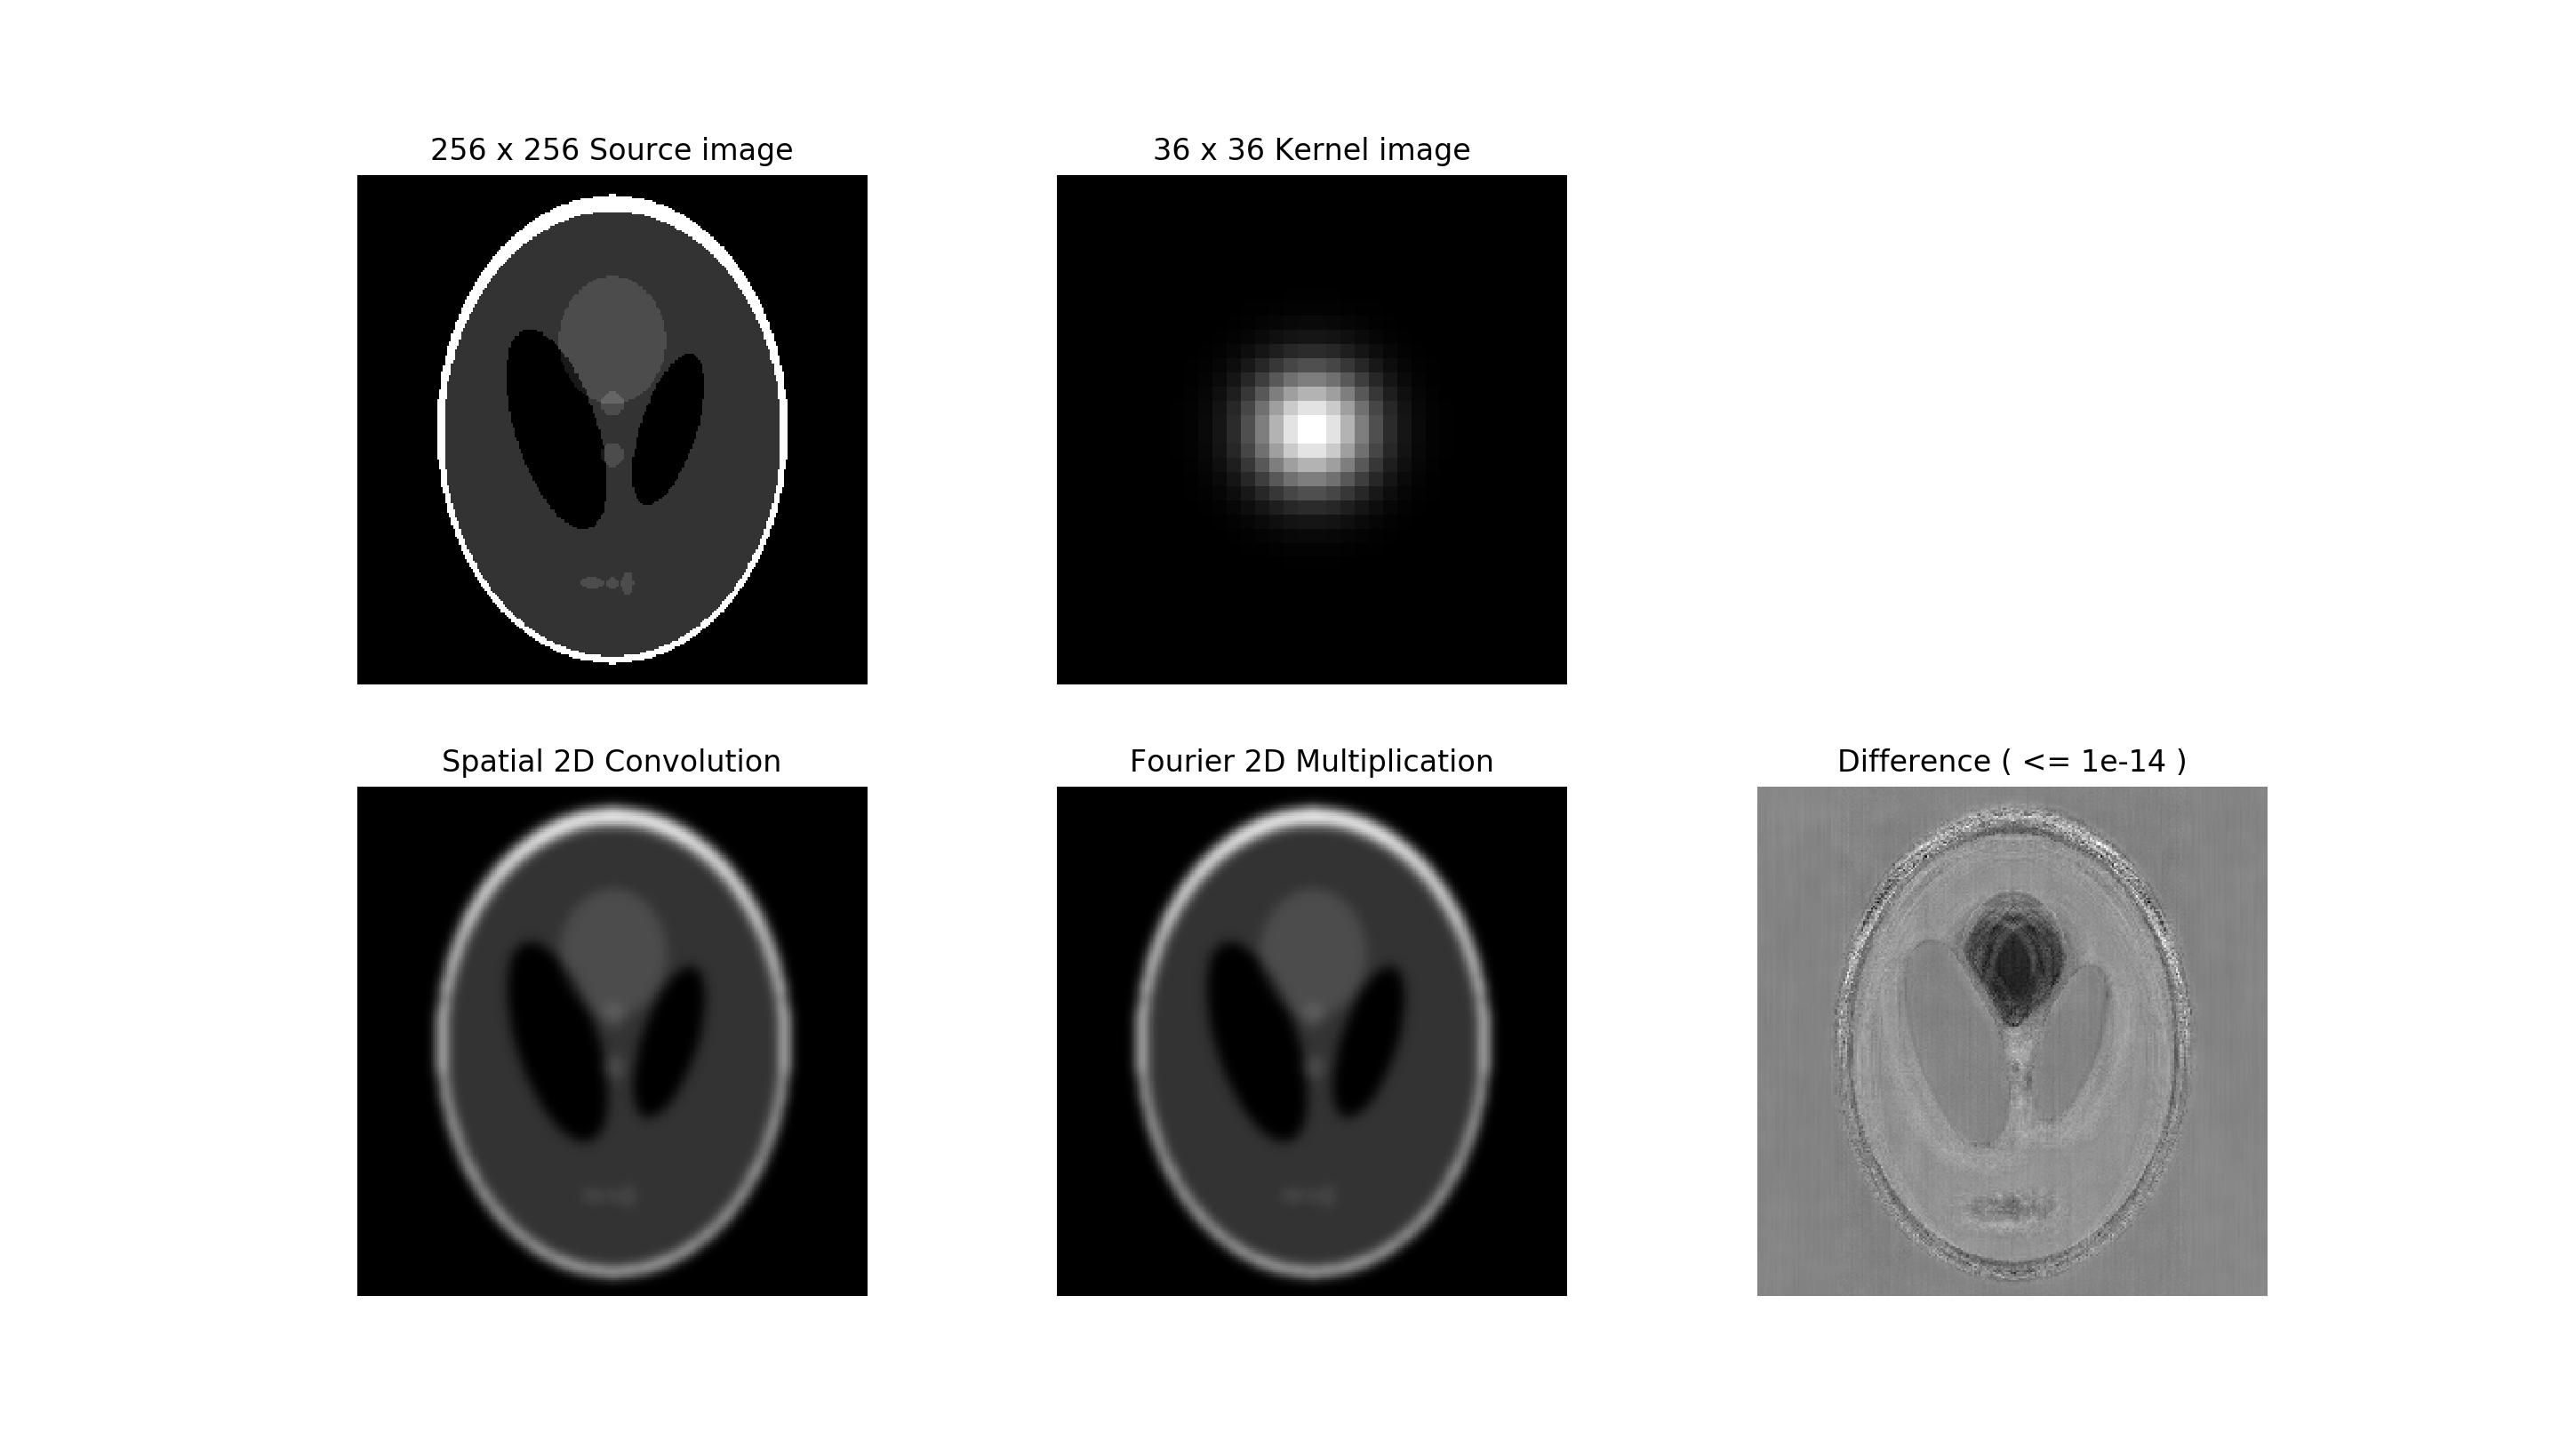 256 x 256 Source image
36 x 36 Kernel image
Spatial 2D Convolution
Fourier 2D Multiplication
Difference ( <= 1e-14 )